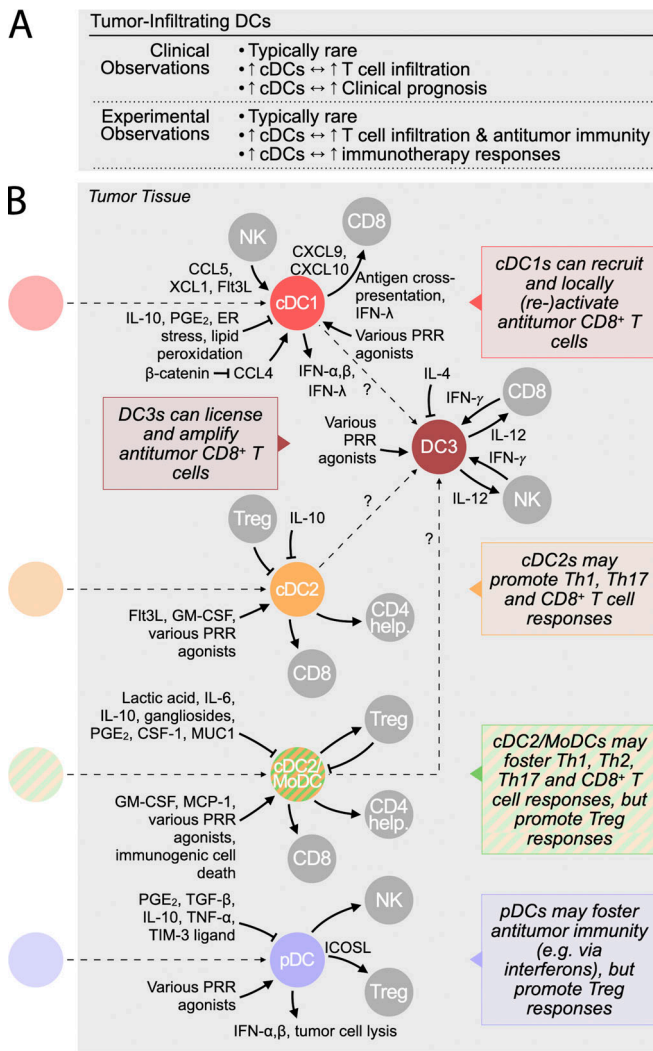 A
Tumor-Infiltrating DCs
Clinical
Observations
• Typically rare
• ↑ cDCs ↔ ↑ T cell infiltration
• ↑ cDCs ↔ ↑ Clinical prognosis
Experimental
Observations
• Typically rare
• ↑ cDCs ↔ ↑ T cell infiltration & antitumor immunity
• ↑ cDCs ↔ ↑ immunotherapy responses
B
Tumor Tissue
NK
CD8
CCL5,
XCL1, Flt3L
CXCL9,
CXCL10
cDC1
Antigen cross-
presentation,
IFN-λ
IL-10, PGE₂, ER
stress, lipid
peroxidation
β-catenin
CCL4
Various PRR
agonists
IFN-α,β,
IFN-λ
?
cDC1s can recruit
and locally
(re-)activate
antitumor CD8⁺ T
cells
DC3s can license
and amplify
antitumor CD8⁺ T
cells
IL-4
IFN-γ
CD8
Various
PRR
agonists
DC3
IL-12
IFN-γ
IL-12
NK
?
?
Treg
IL-10
cDC2
Flt3L, GM-CSF,
various PRR
agonists
CD4
help.
CD8
cDC2s may
promote Th1, Th17
and CD8⁺ T cell
responses
Lactic acid, IL-6,
IL-10, gangliosides,
PGE₂, CSF-1, MUC1
Treg
cDC2/
MoDC
GM-CSF, MCP-1,
various PRR
agonists,
immunogenic cell
death
CD4
help.
CD8
cDC2/MoDCs may
foster Th1, Th2,
Th17 and CD8⁺ T
cell responses, but
promote Treg
responses
PGE₂, TGF-β,
IL-10, TNF-α,
TIM-3 ligand
NK
pDC
ICOSL
Treg
Various PRR
agonists
IFN-α,β, tumor cell lysis
pDCs may foster
antitumor immunity
(e.g. via
interferons), but
promote Treg
responses